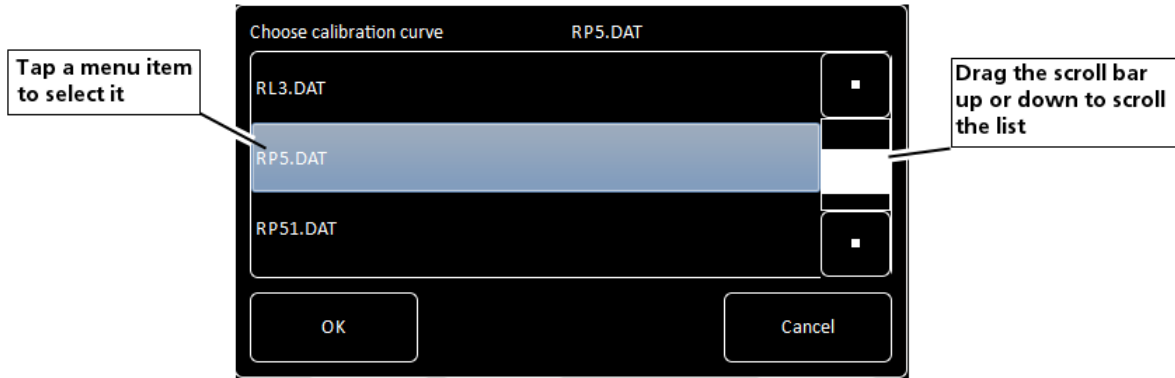 Choose calibration curve RP5.DAT
Tap a menu item
to select it
RL3.DAT
Drag the scroll bar
up or down to scroll
the list
RP5.DAT
RP51.DAT
OK Cancel